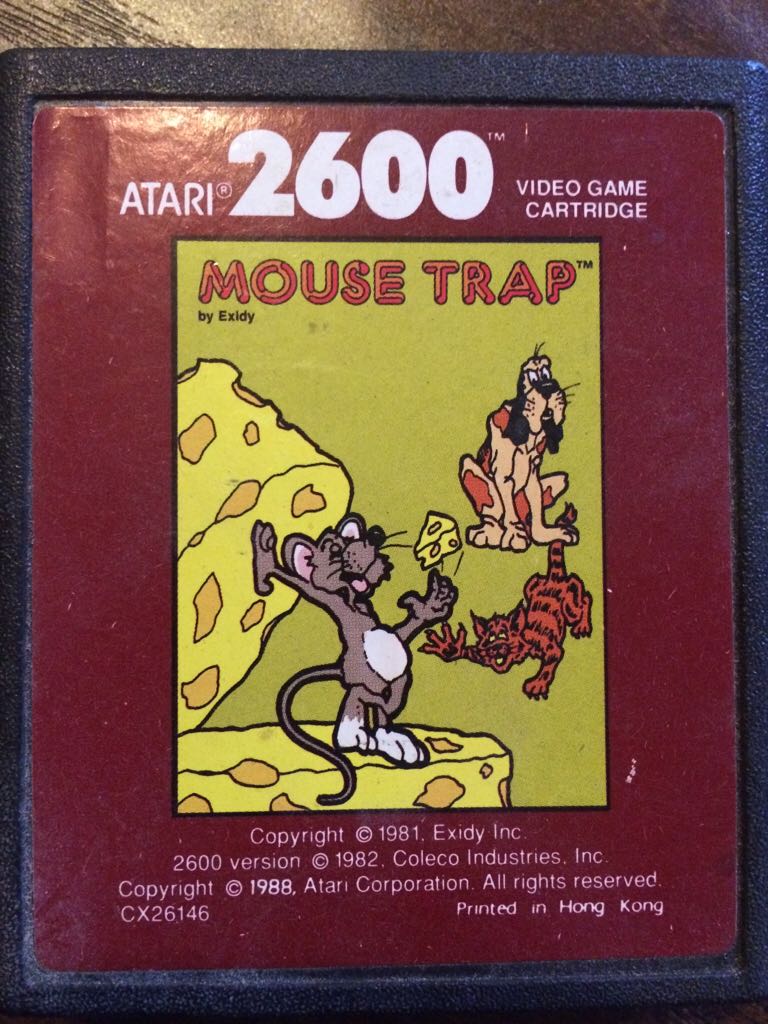 ATARI® 2600™ VIDEO GAME
CARTRIDGE
MOUSE TRAP™
by Exidy
Copyright © 1981, Exidy Inc.
2600 version © 1982, Coleco Industries, Inc.
Copyright © 1988, Atari Corporation. All rights reserved.
CX26146 Printed in Hong Kong